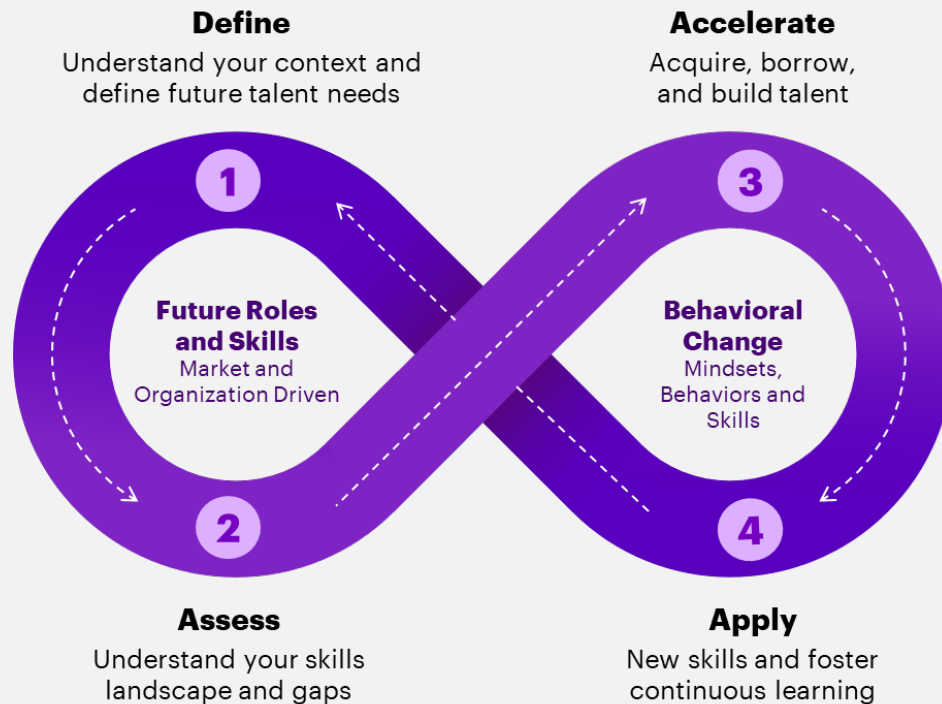 Define
Understand your context and
define future talent needs
1
Future Roles
and Skills
Market and
Organization Driven
2
Assess
Understand your skills
landscape and gaps
Accelerate
Acquire, borrow,
and build talent
3
Behavioral
Change
Mindsets,
Behaviors and
Skills
4
Apply
New skills and foster
continuous learning